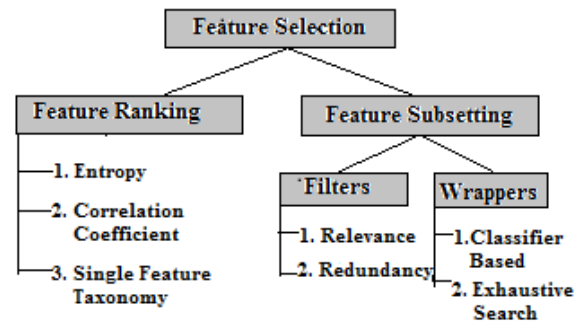 Feature Selection
Feature Ranking
1. Entropy
2. Correlation
Coefficient
3. Single Feature
Taxonomy
Feature Subsetting
Filters
1. Relevance
2. Redundancy
Wrappers
1.Classifier
Based
2. Exhaustive
Search